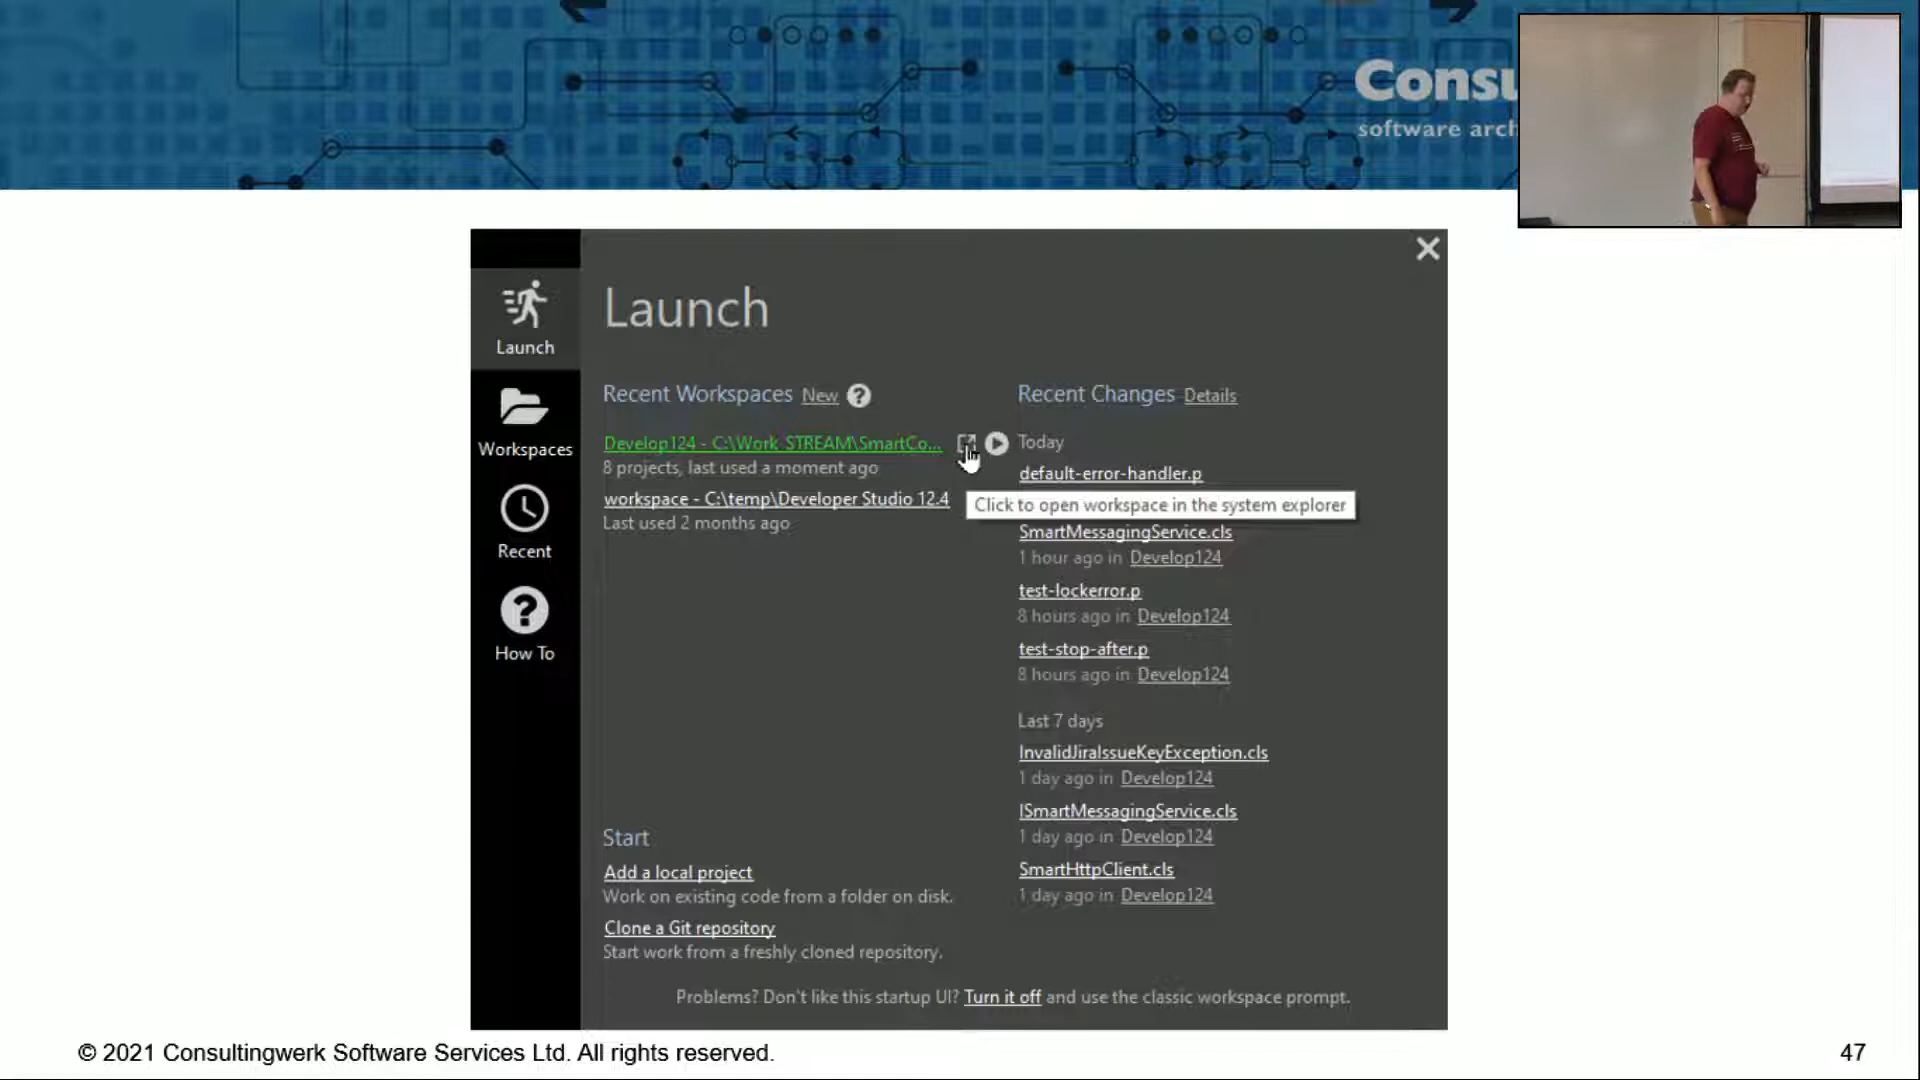 Consu
software arch
Launch
Launch
Workspaces
Recent
How To
Recent Workspaces New ?
Develop124 - C:\Work_STREAM\SmartCo...
8 projects, last used a moment ago
workspace - C:\temp\Developer Studio 12.4
Last used 2 months ago
Start
Add a local project
Work on existing code from a folder on disk.
Clone a Git repository
Start work from a freshly cloned repository.
Recent Changes Details
Today
default-error-handler.p
Click to open workspace in the system explorer
SmartMessagingService.cls
1 hour ago in Develop124
test-lockerror.p
8 hours ago in Develop124
test-stop-after.p
8 hours ago in Develop124
Last 7 days
InvalidJiraIssueKeyException.cls
1 day ago in Develop124
ISmartMessagingService.cls
1 day ago in Develop124
SmartHttpClient.cls
1 day ago in Develop124
Problems? Don't like this startup UI? Turn it off and use the classic workspace prompt.
© 2021 Consultingwerk Software Services Ltd. All rights reserved.
47